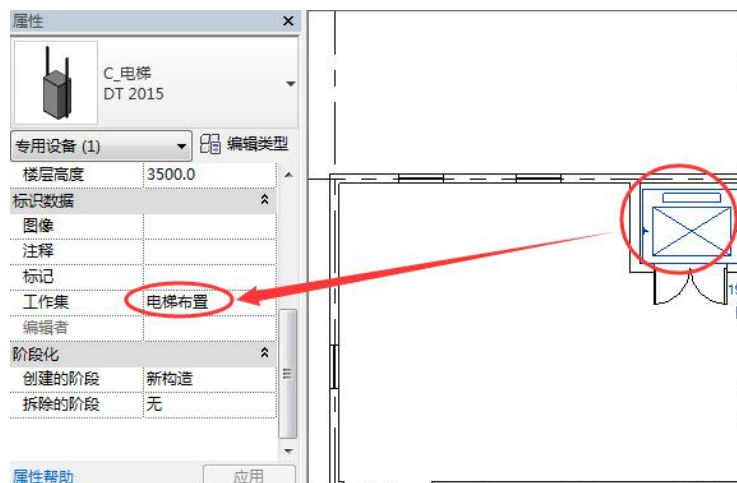 属性
C_电梯
DT 2015
专用设备 (1)
编辑类型
楼层高度 3500.0
标识数据
图像
注释
标记
工作集 电梯布置
编辑者
阶段化
创建的阶段 新构造
拆除的阶段 无
属性帮助
应用